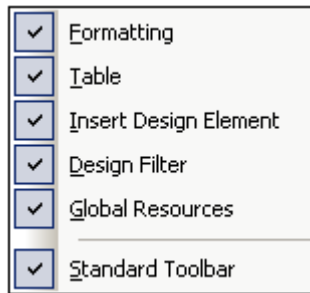 Formatting
Table
Insert Design Element
Design Filter
Global Resources
Standard Toolbar